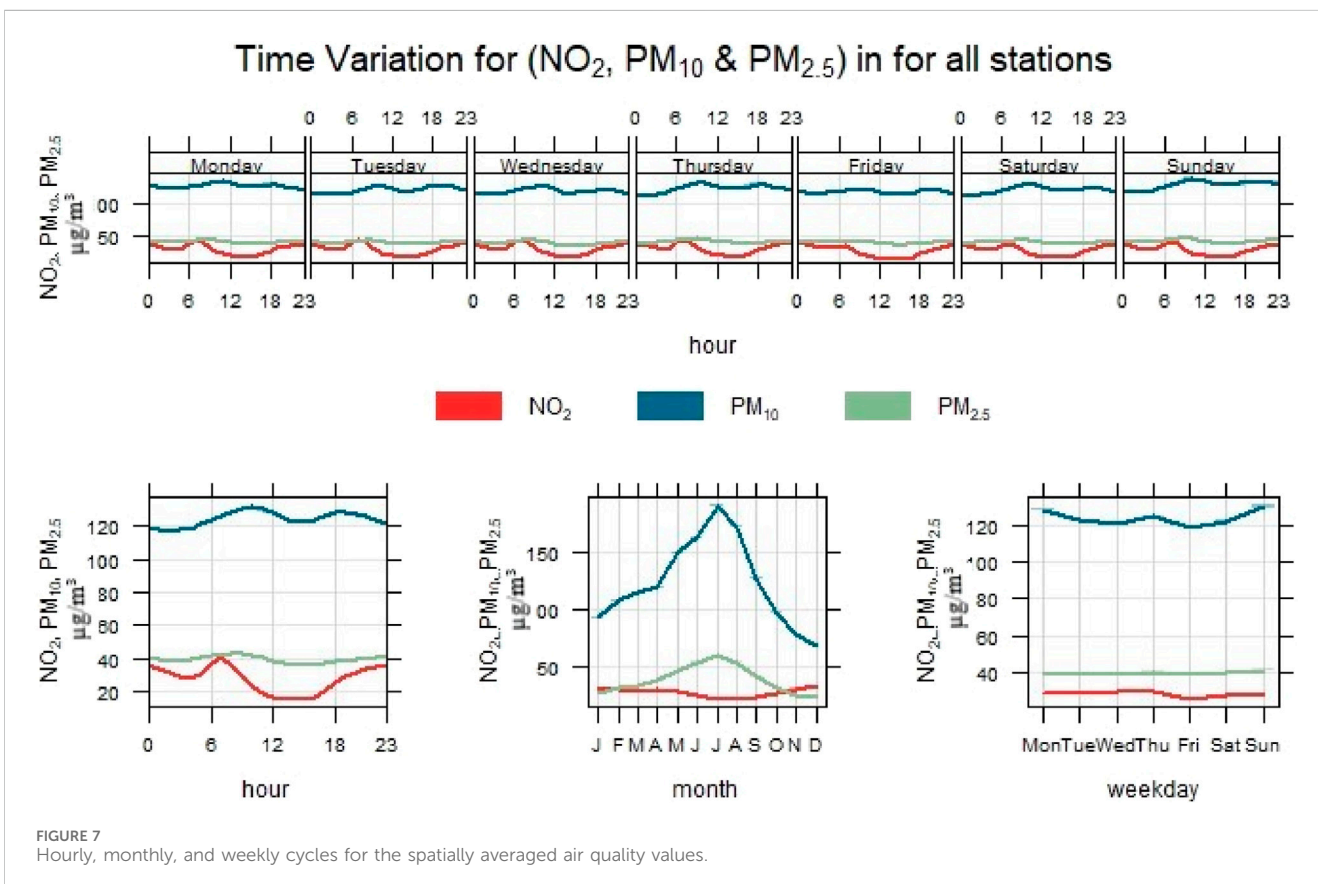 Time Variation for (NO₂, PM₁₀ & PM₂.₅) in for all stations
0 6 12 18 23 0 6 12 18 23 0 6 12 18 23
Monday Tuesday Wednesday Thursday Friday Saturday Sunday
NO₂, PM₁₀, PM₂.₅
µg/m³
00
50
0 6 12 18 23 0 6 12 18 23 0 6 12 18 23 0 6 12 18 23
hour
NO₂ PM₁₀ PM₂.₅
NO₂, PM₁₀, PM₂.₅
µg/m³
120
100
80
60
40
20
0 6 12 18 23
hour
NO₂, PM₁₀, PM₂.₅
µg/m³
150
00
50
J F M A M J J A S O N D
month
NO₂, PM₁₀, PM₂.₅
µg/m³
120
100
80
60
40
Mon Tue Wed Thu Fri Sat Sun
weekday
FIGURE 7
Hourly, monthly, and weekly cycles for the spatially averaged air quality values.